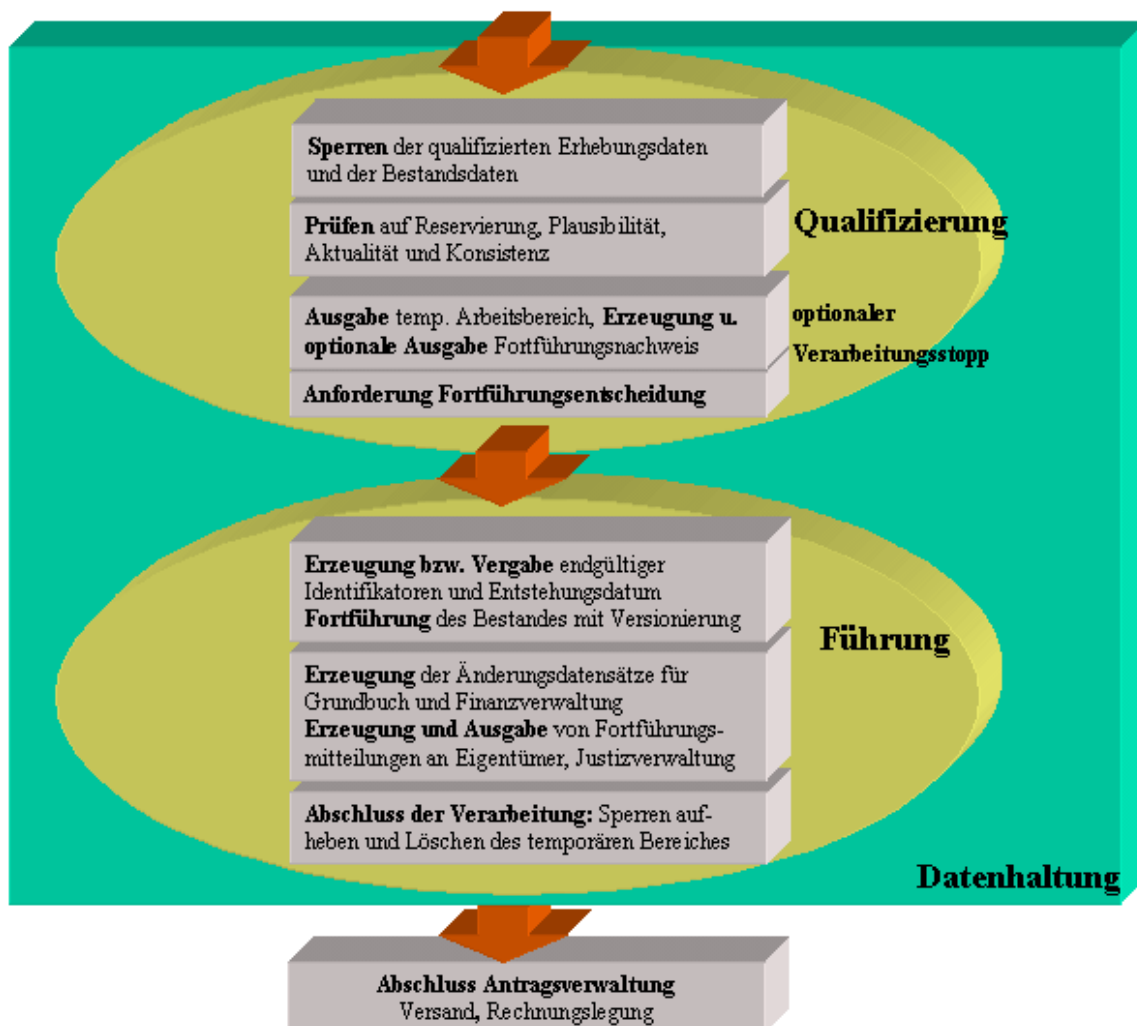 Sperren der qualifizierten Erhebungsdaten
und der Bestandsdaten
Prüfen auf Reservierung, Plausibilität,
Aktualität und Konsistenz
Qualifizierung
Ausgabe temp. Arbeitsbereich, Erzeugung u.
optionale Ausgabe Fortführungsnachweis
optionaler
Verarbeitungsstopp
Anforderung Fortführungsentscheidung
Erzeugung bzw. Vergabe endgültiger
Identifikatoren und Entstehungsdatum
Fortführung des Bestandes mit Versionierung
Führung
Erzeugung der Änderungsdatensätze für
Grundbuch und Finanzverwaltung
Erzeugung und Ausgabe von Fortführungs-
mitteilungen an Eigentümer, Justizverwaltung
Abschluss der Verarbeitung: Sperren auf-
heben und Löschen des temporären Bereiches
Datenhaltung
Abschluss Antragsverwaltung
Versand, Rechnungslegung